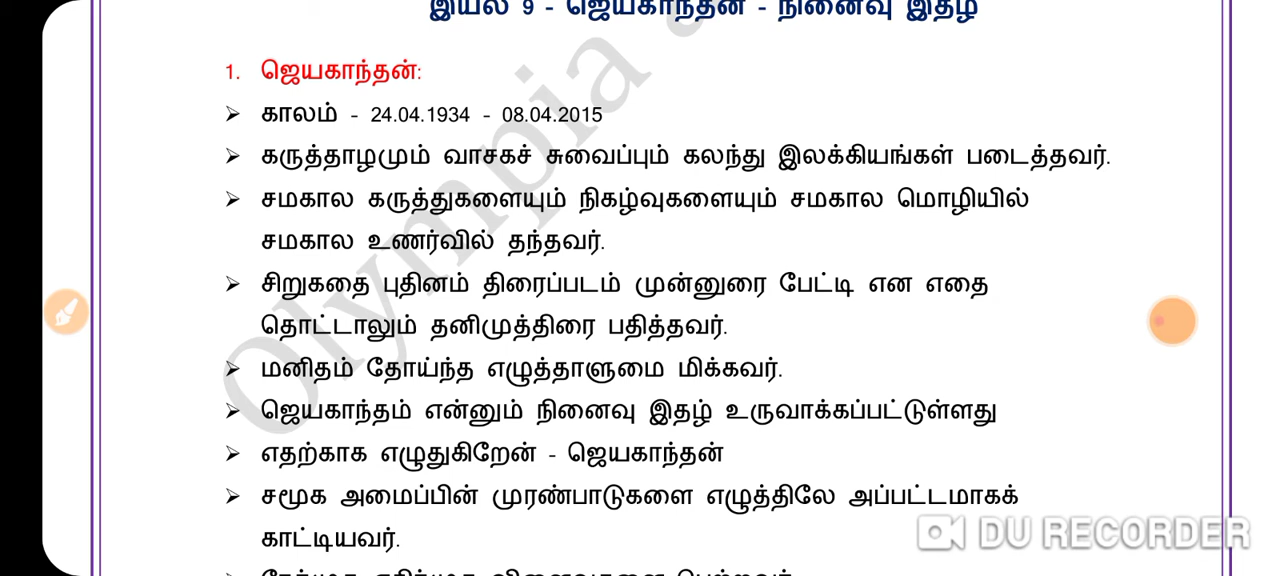 இயல் 9 - ஜெயகாந்தன் - நினைவு இதழ்
1. ஜெயகாந்தன்:
➢ காலம் - 24.04.1934 - 08.04.2015
➢ கருத்தாழமும் வாசகச் சுவைப்பும் கலந்து இலக்கியங்கள் படைத்தவர்.
➢ சமகால கருத்துகளையும் நிகழ்வுகளையும் சமகால மொழியில்
சமகால உணர்வில் தந்தவர்.
➢ சிறுகதை புதினம் திரைப்படம் முன்னுரை பேட்டி என எதை
தொட்டாலும் தனிமுத்திரை பதித்தவர்.
➢ மனிதம் தோய்ந்த எழுத்தாளுமை மிக்கவர்.
➢ ஜெயகாந்தம் என்னும் நினைவு இதழ் உருவாக்கப்பட்டுள்ளது
➢ எதற்காக எழுதுகிறேன் - ஜெயகாந்தன்
➢ சமூக அமைப்பின் முரண்பாடுகளை எழுத்திலே அப்பட்டமாகக்
காட்டியவர்.
Olympia
DU RECORDER